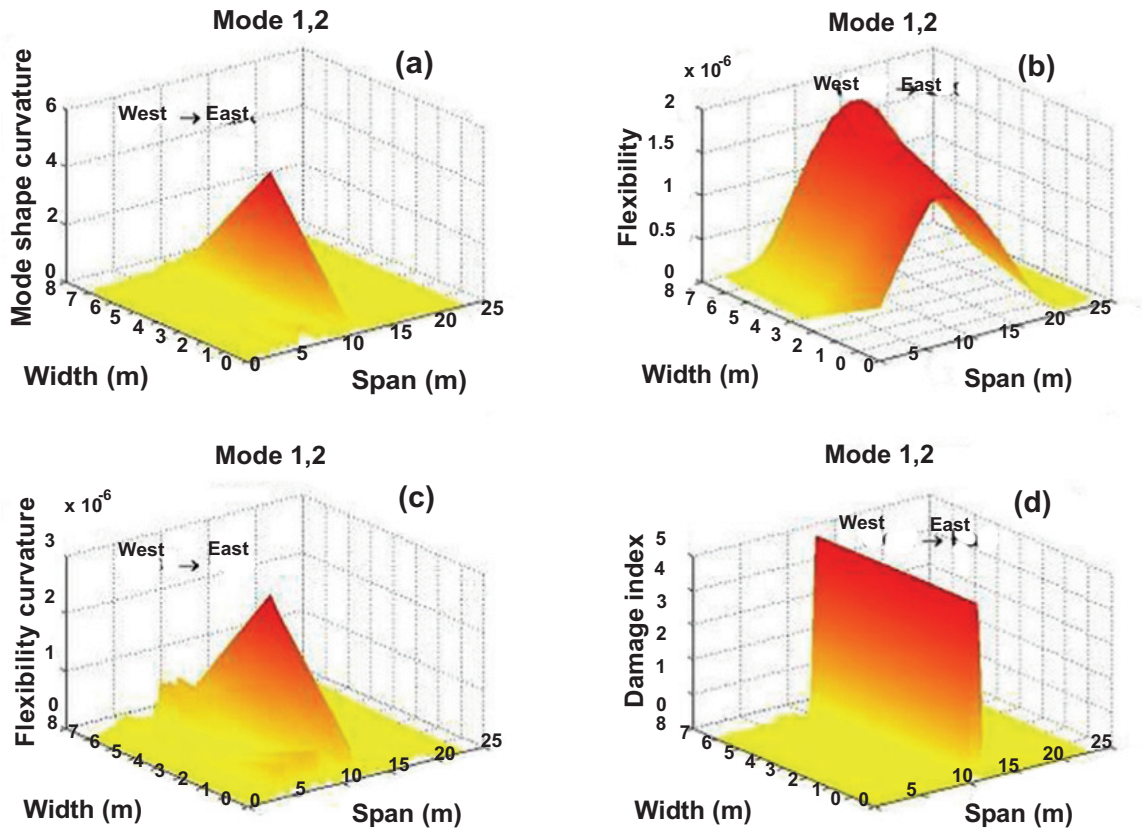 Mode 1,2
(a)
West → East
Mode shape curvature
6
4
2
0
7 6 5 4 3 2 1 0
0 5 10 15 20 25
Width (m)
Span (m)
Mode 1,2
(b)
x 10-6
West → East
Flexibility
2
1.5
1
0.5
0
8 7 6 5 4 3 2 1 0
0 5 10 15 20 25
Width (m)
Span (m)
Mode 1,2
(c)
x 10-6
West → East
Flexibility curvature
3
2
1
0
8 7 6 5 4 3 2 1 0
0 5 10 15 20 25
Width (m)
Span (m)
Mode 1,2
(d)
West → East
Damage index
5
4
3
2
1
0
8 7 6 5 4 3 2 1 0
0 5 10 15 20 25
Width (m)
Span (m)